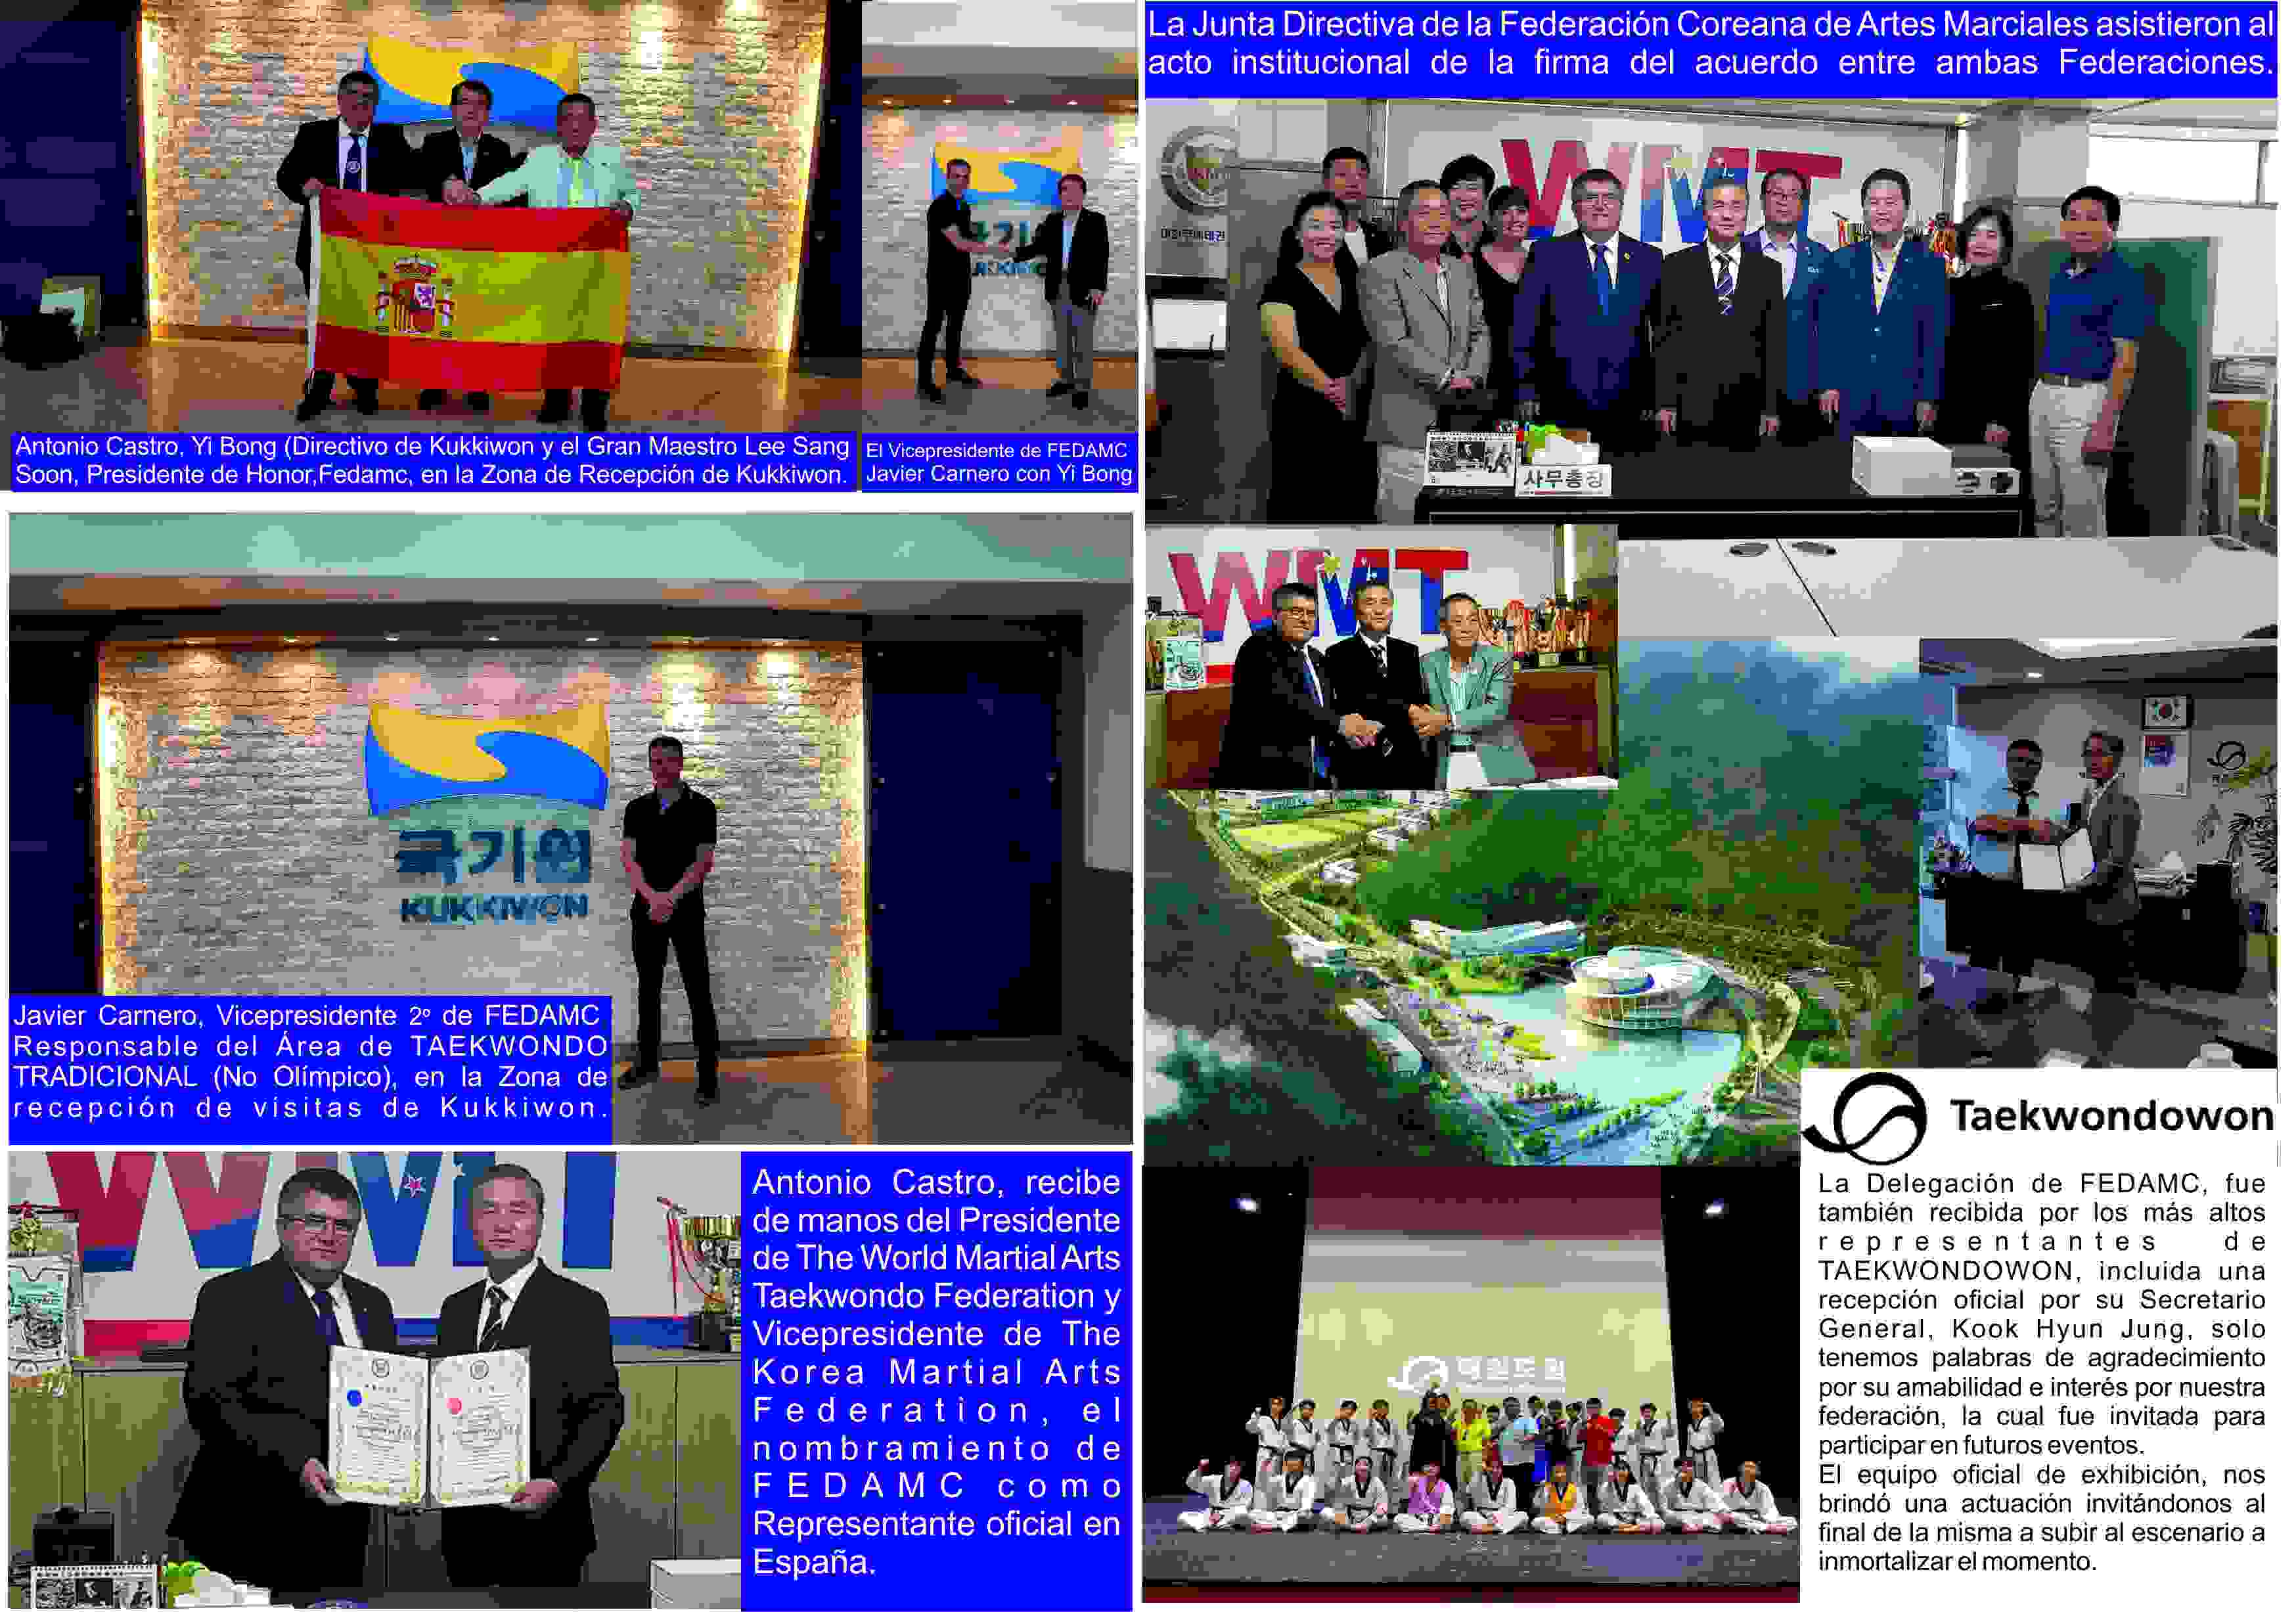 Antonio Castro, Yi Bong (Directivo de Kukkiwon y el Gran Maestro Lee Sang
Soon, Presidente de Honor,Fedamc, en la Zona de Recepción de Kukkiwon.
El Vicepresidente de FEDAMC
Javier Carnero con Yi Bong
국기원
KUKKIWON
Javier Carnero, Vicepresidente 2º de FEDAMC
Responsable del Área de TAEKWONDO
TRADICIONAL (No Olímpico), en la Zona de
recepción de visitas de Kukkiwon.
Antonio Castro, recibe
de manos del Presidente
de The World Martial Arts
Taekwondo Federation y
Vicepresidente de The
Korea Martial Arts
Federation, el
nombramiento de
FEDAMC como
Representante oficial en
España.
La Junta Directiva de la Federación Coreana de Artes Marciales asistieron al
acto institucional de la firma del acuerdo entre ambas Federaciones.
WMT
사무총장
WMT
Taekwondowon
La Delegación de FEDAMC, fue
también recibida por los más altos
representantes de
TAEKWONDOWON, incluida una
recepción oficial por su Secretario
General, Kook Hyun Jung, solo
tenemos palabras de agradecimiento
por su amabilidad e interés por nuestra
federación, la cual fue invitada para
participar en futuros eventos.
El equipo oficial de exhibición, nos
brindó una actuación invitándonos al
final de la misma a subir al escenario a
inmortalizar el momento.